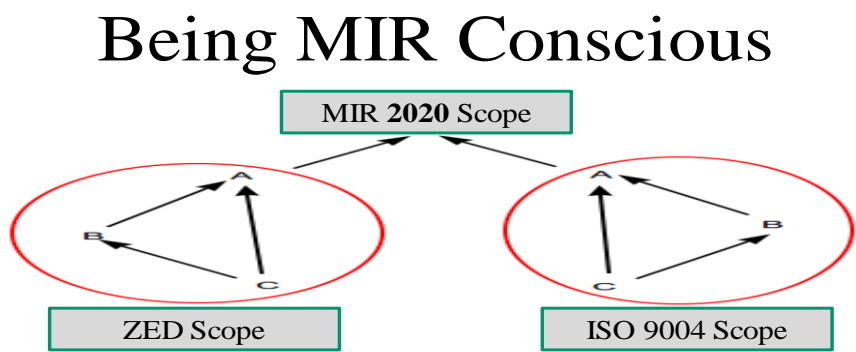 Being MIR Conscious
MIR 2020 Scope
A
B
C
A
B
C
ZED Scope
ISO 9004 Scope